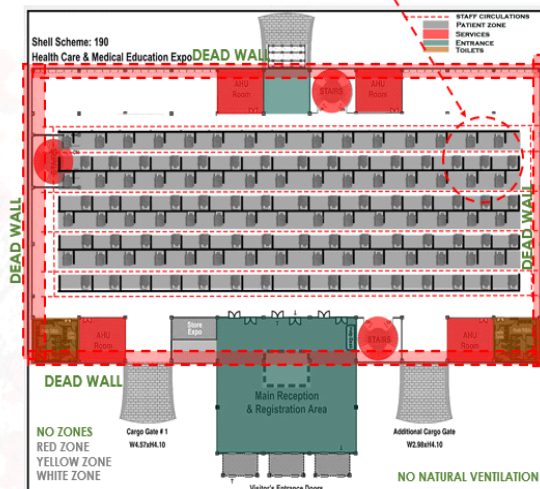 STAFF CIRCULATIONS
PATIENT ZONE
SERVICES
ENTRANCE
TOILETS
Shell Scheme: 190
Health Care & Medical Education Expo
DEAD WALL
AHU
Room
STAIRS
AHU
Room
DEAD WALL
DEAD WALL
AHU
Room
Store
Expo
STAIRS
AHU
Room
DEAD WALL
Main Reception
& Registration Area
Cargo Gate # 1
W4.57xH4.10
Additional Cargo Gate
W2.98xH4.10
NO ZONES
RED ZONE
YELLOW ZONE
WHITE ZONE
NO NATURAL VENTILATION
Visitor's Entrance Doors